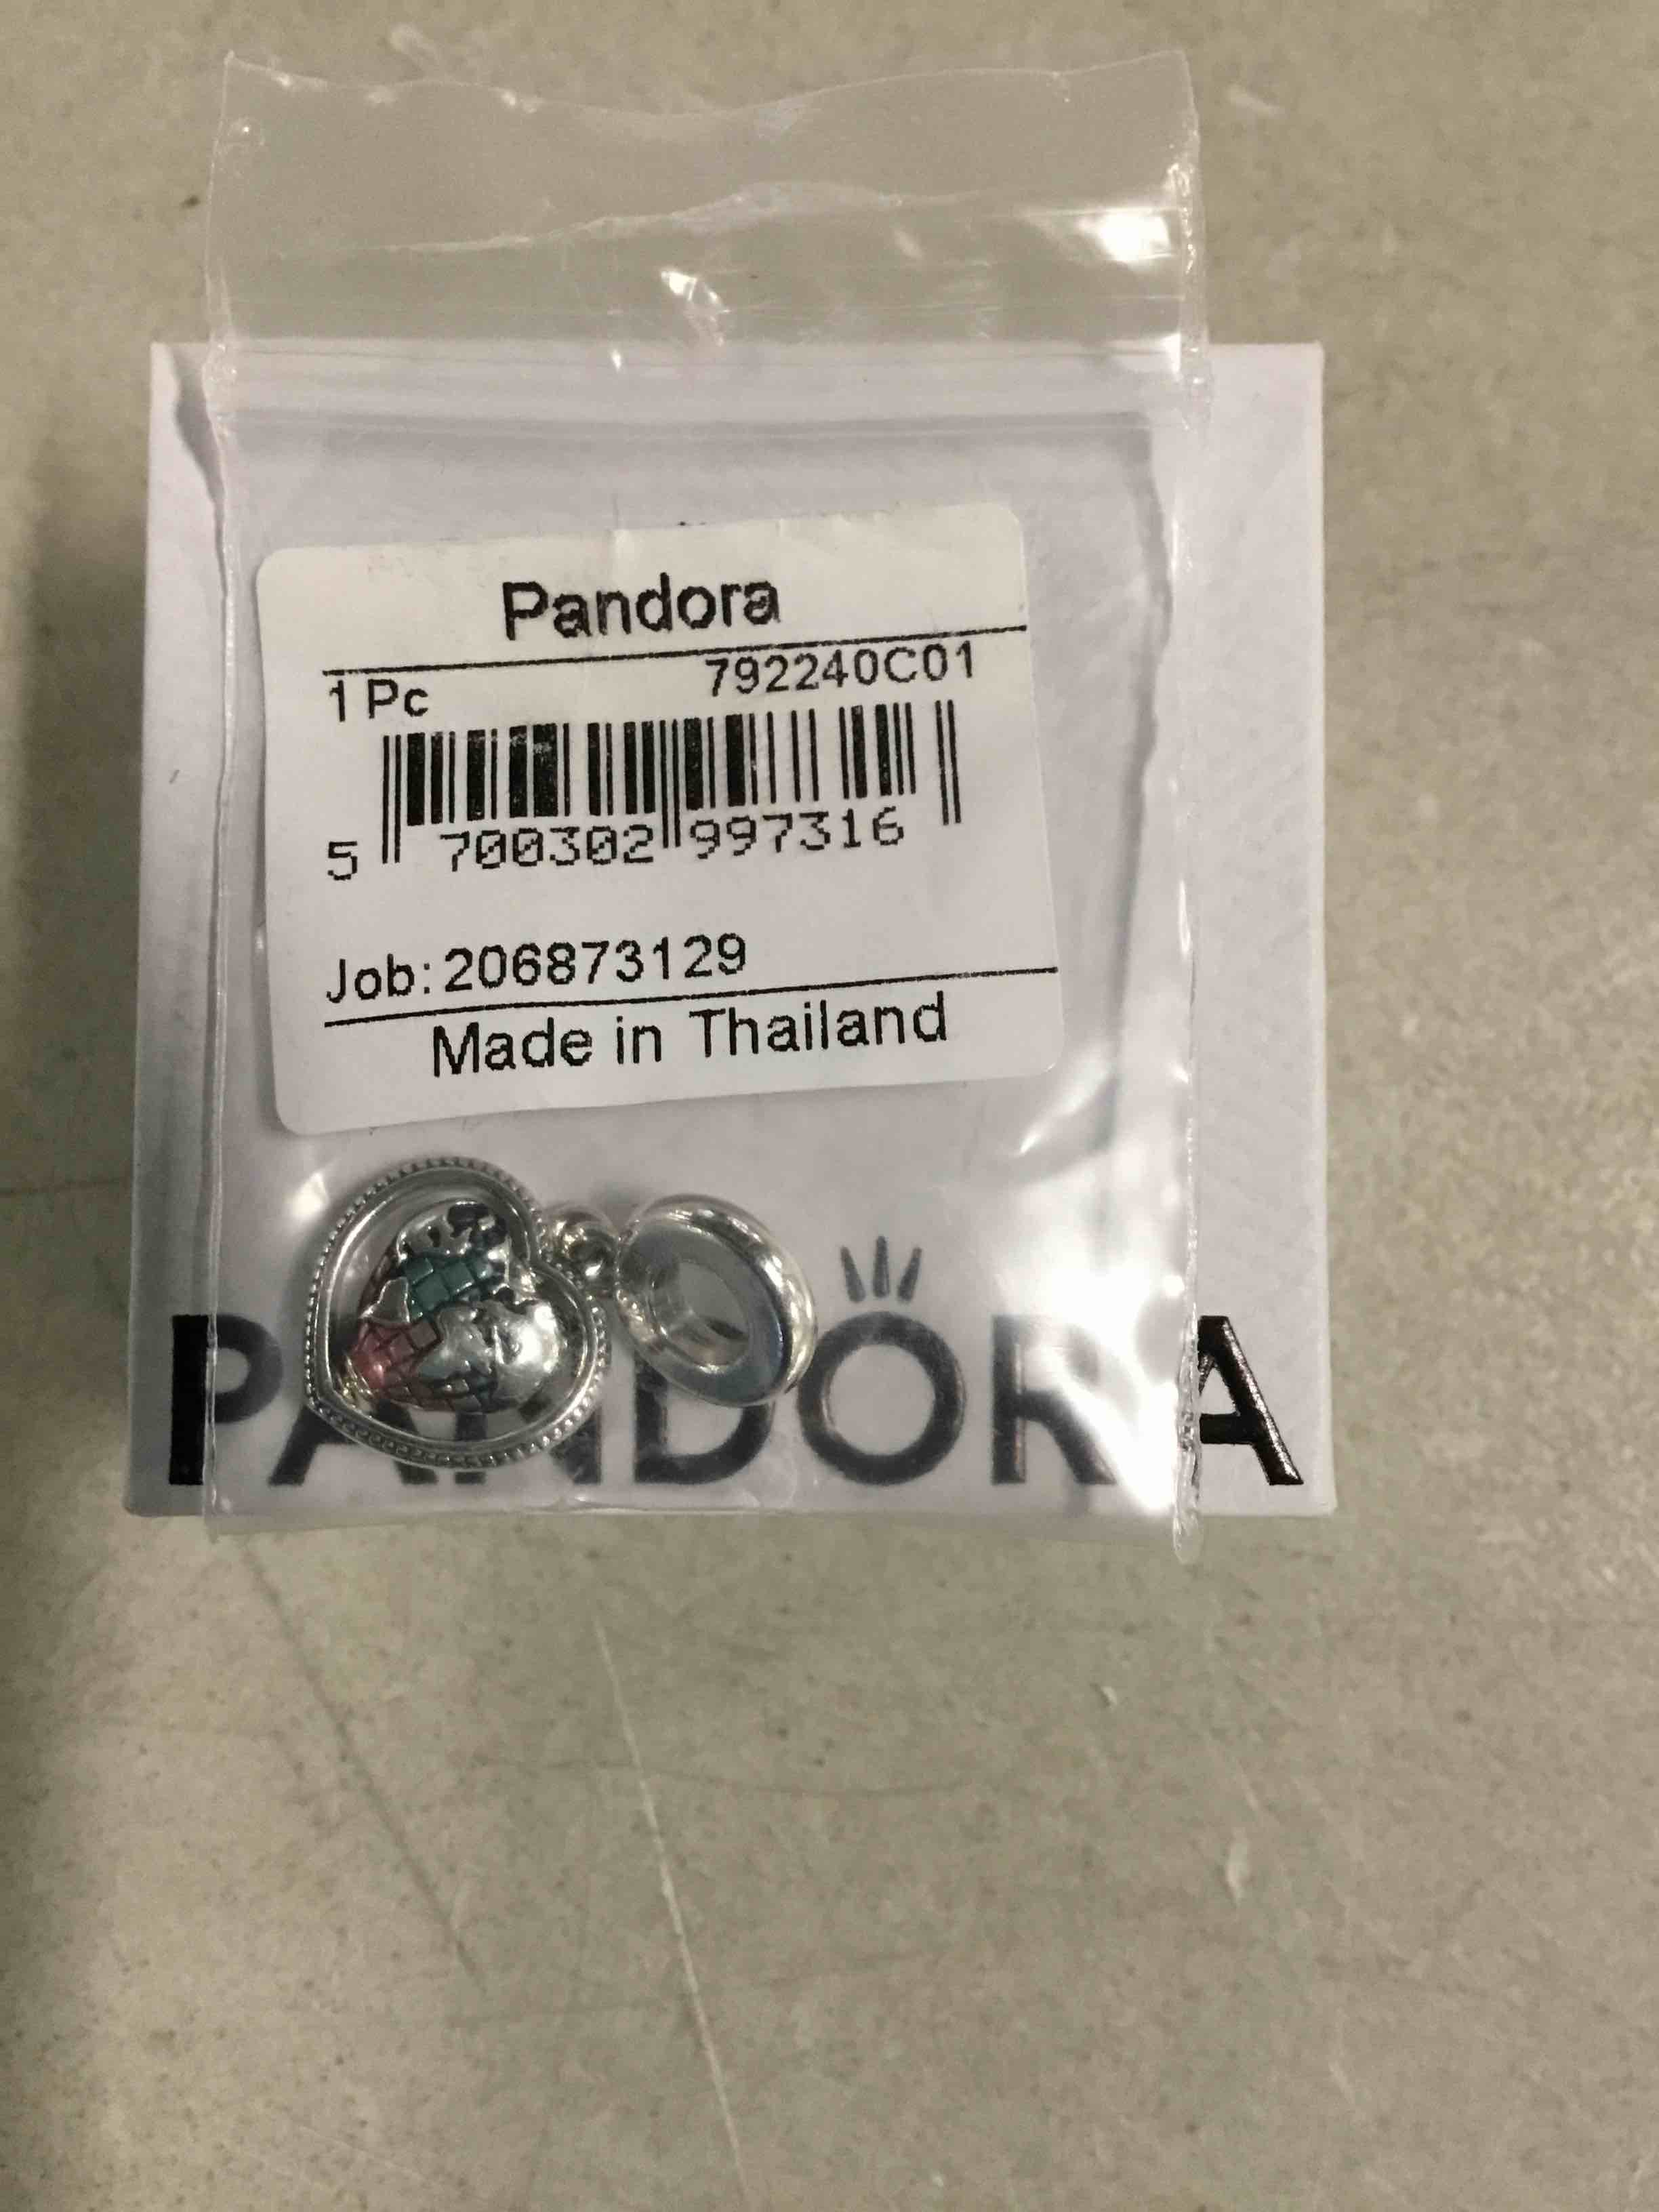 Pandora
1 Pc 792240C01
5 700302 997316
Job: 206873129
Made in Thailand
PANDORA